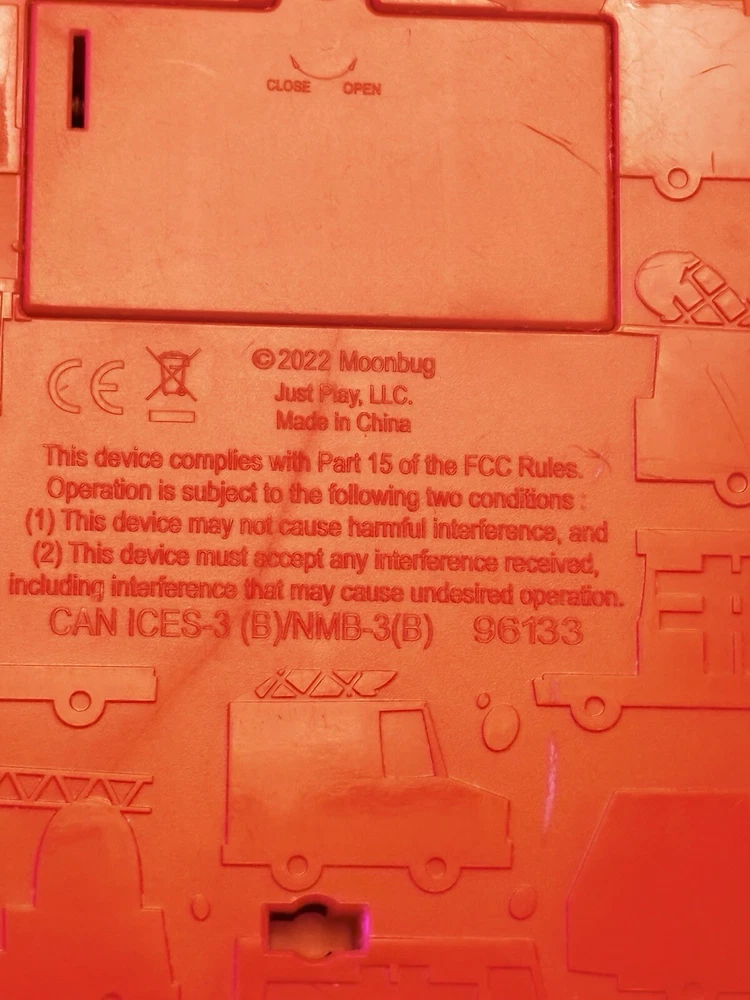 CLOSE OPEN
CE
©2022 Moonbug
Just Play, LLC.
Made in China
This device complies with Part 15 of the FCC Rules.
Operation is subject to the following two conditions :
(1) This device may not cause harmful interference, and
(2) This device must accept any interference received,
including interference that may cause undesired operation.
CAN ICES-3 (B)/NMB-3(B) 96133